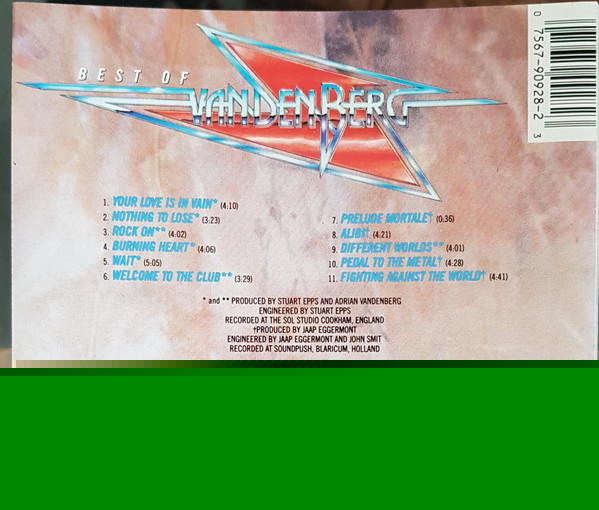 BEST OF
VANDENBERG
0 7567-90928-2 3
1. YOUR LOVE IS IN VAIN* (4:10)
2. NOTHING TO LOSE* (3:23)
3. ROCK ON** (4:02)
4. BURNING HEART* (4:06)
5. WAIT* (5:05)
6. WELCOME TO THE CLUB** (3:29)
7. PRELUDE MORTALE† (0:36)
8. ALIBI† (4:21)
9. DIFFERENT WORLDS** (4:01)
10. PEDAL TO THE METAL† (4:28)
11. FIGHTING AGAINST THE WORLD† (4:41)
* and ** PRODUCED BY STUART EPPS AND ADRIAN VANDENBERG
ENGINEERED BY STUART EPPS
RECORDED AT THE SOL STUDIO COOKHAM, ENGLAND
†PRODUCED BY JAAP EGGERMONT
ENGINEERED BY JAAP EGGERMONT AND JOHN SMIT
RECORDED AT SOUNDPUSH, BLARICUM, HOLLAND